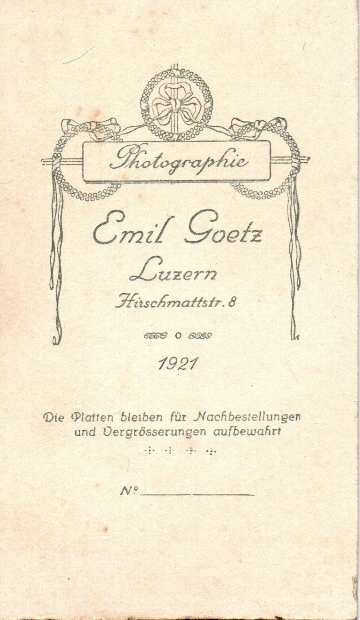 Photographie
Emil Goetz
Luzern
Hirschmattstr. 8
1921
Die Platten bleiben für Nachbestellungen
und Vergrösserungen aufbewahrt
Nº